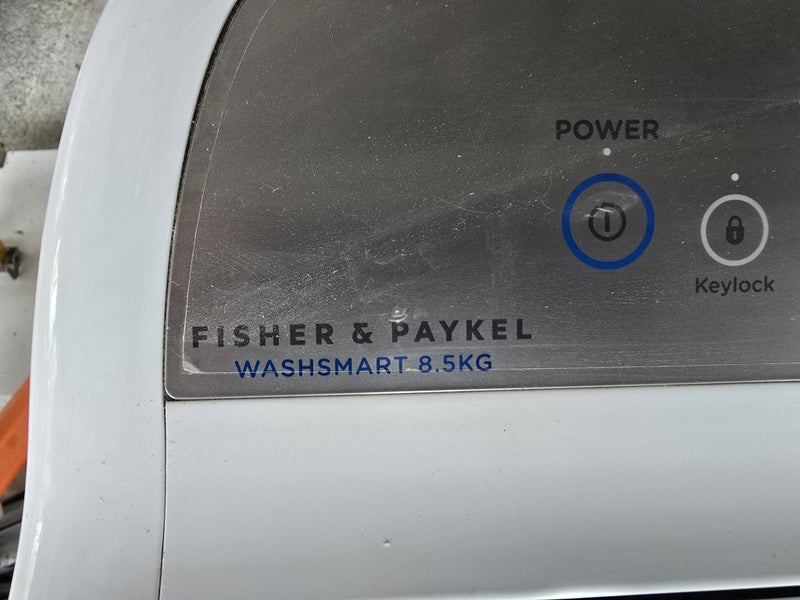 POWER
Keylock
FISHER & PAYKEL
WASHSMART 8.5KG